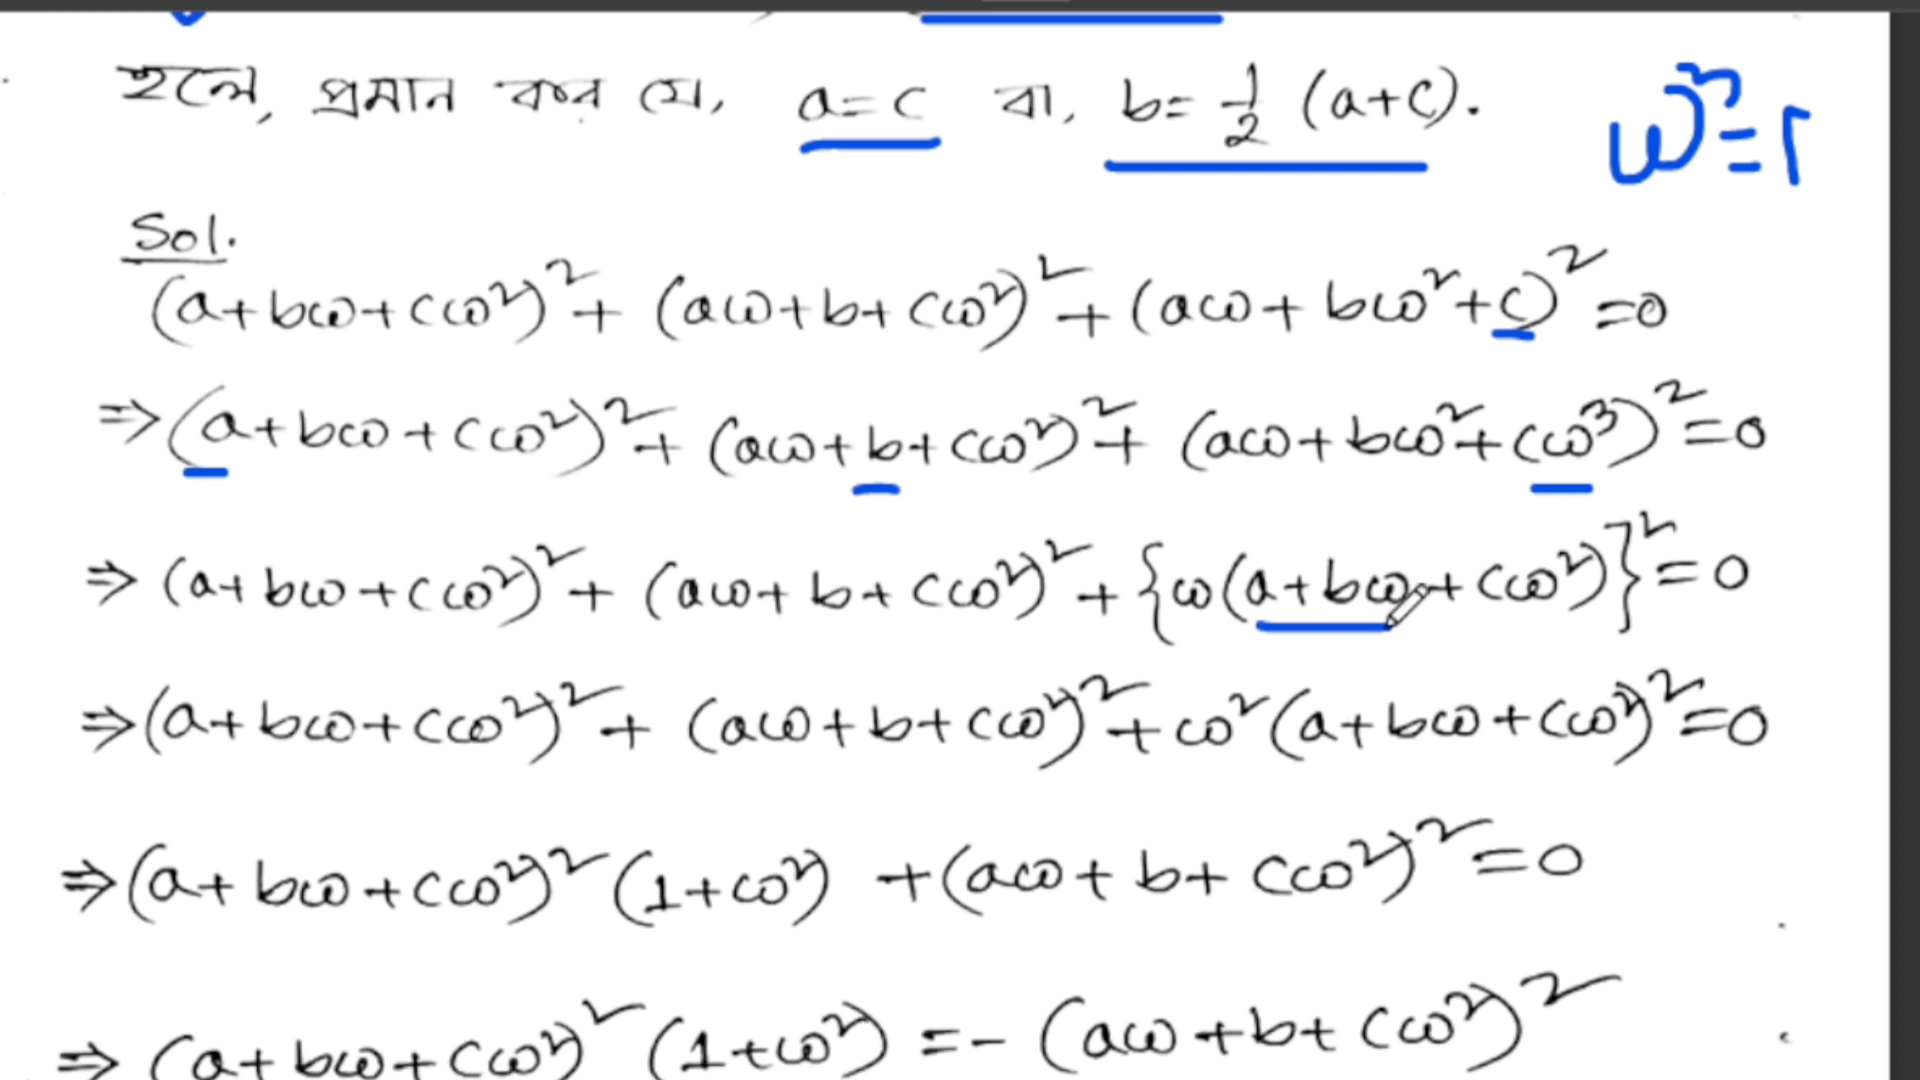 হলে, প্রমান কর যে, a=c বা, b= 1/2 (a+c).
ω³=1
Sol.
(a+bω+cω²)²+ (aω+b+cω²)²+(aω+bω²+c)²=0
⇒(a+bω+cω²)²+ (aω+b+cω²)²+ (aω+bω²+cω³)²=0
⇒ (a+bω+cω²)²+ (aω+b+cω²)²+ {ω(a+bω+cω²)}²=0
⇒(a+bω+cω²)²+ (aω+b+cω²)²+ω²(a+bω+cω²)²=0
⇒(a+bω+cω²)²(1+ω²) +(aω+b+cω²)²=0
⇒ (a+bω+cω²)²(1+ω²) =- (aω+b+cω²)²